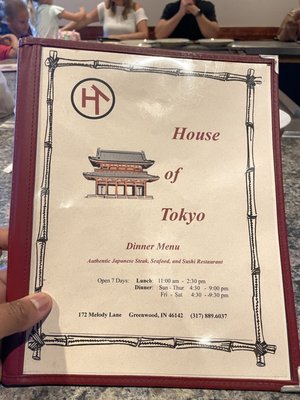 HT
House
of
Tokyo
Dinner Menu
Authentic Japanese Steak, Seafood, and Sushi Restaurant
Open 7 Days: Lunch: 11:00 am - 2:30 pm
Dinner: Sun - Thur 4:30 - 9:00 pm
Fri - Sat 4:30 -9:30 pm
172 Melody Lane Greenwood, IN 46142 (317) 889.6037